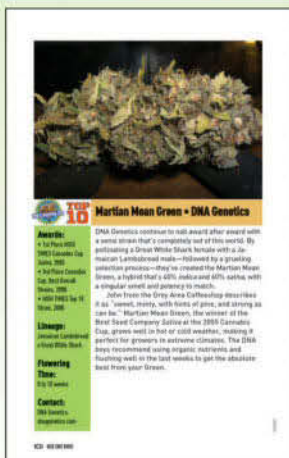 TOP
10
Martian Mean Green • DNA Genetics
Awards:
• 1st Place HIGH
TIMES Cannabis Cup
Sativa, 2005
• 3rd Place Cannabis
Cup, Best Overall
Strains, 2006
• HIGH TIMES Top 10
Strain, 2006
Lineage:
Jamaican Lambsbread
x Great White Shark
Flowering
Time:
9 to 10 weeks
Contact:
DNA Genetics
dnagenetics.com
DNA Genetics continue to nab award after award with
a sensi strain that's completely out of this world. By
pollinating a Great White Shark female with a Ja-
maican Lambsbread male—followed by a grueling
selection process—they've created the Martian Mean
Green, a hybrid that's 40% indica and 60% sativa, with
a singular smell and potency to match.
John from the Grey Area Coffeeshop describes
it as "sweet, minty, with hints of pine, and strong as
can be." Martian Mean Green, the winner of the
Best Seed Company Sativa at the 2005 Cannabis
Cup, grows well in hot or cold weather, making it
perfect for growers in extreme climates. The DNA
boys recommend using organic nutrients and
flushing well in the last weeks to get the absolute
best from your Green.